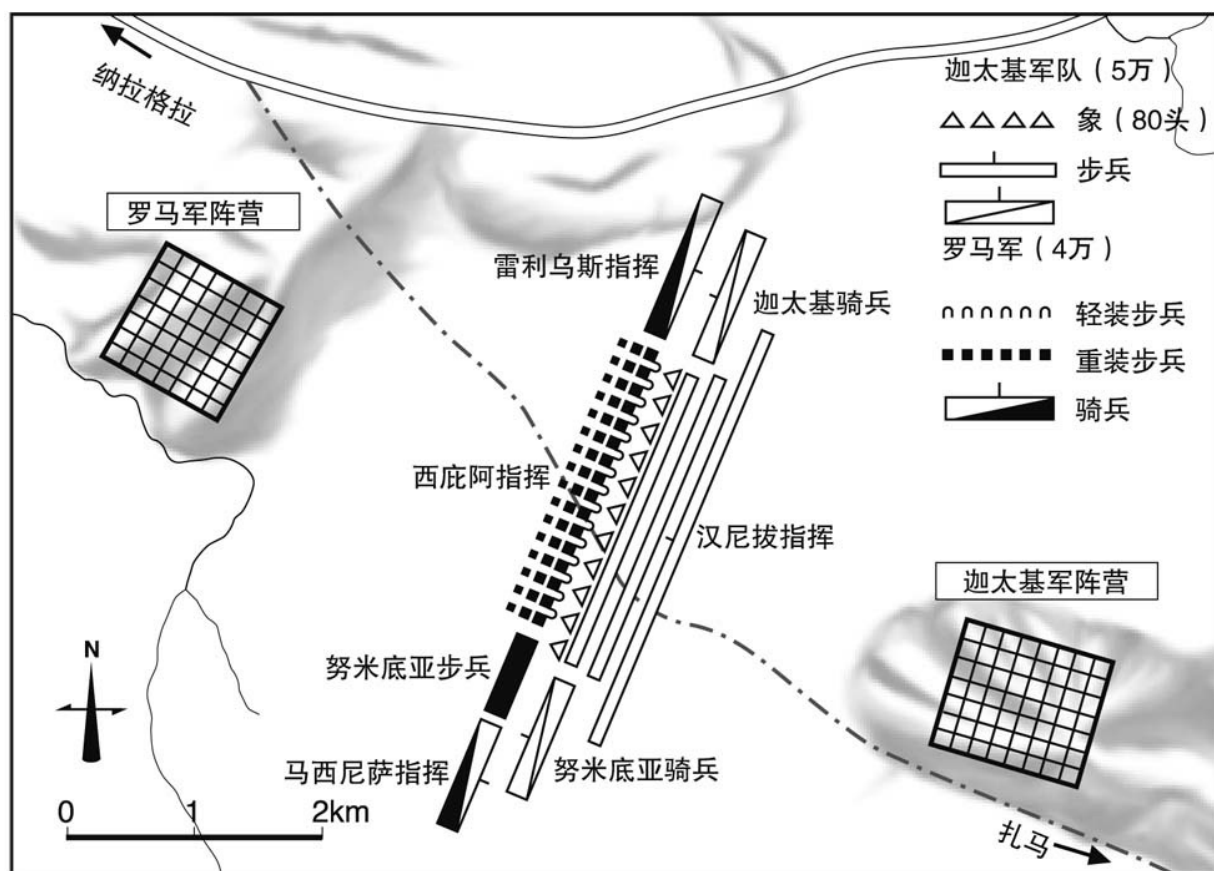 纳拉格拉
迦太基军队（5万）
象（80头）
步兵
罗马军（4万）
轻装步兵
重装步兵
骑兵
罗马军阵营
雷利乌斯指挥
迦太基骑兵
西庇阿指挥
汉尼拔指挥
迦太基军阵营
努米底亚步兵
努米底亚骑兵
马西尼萨指挥
N
0 1 2km
扎马